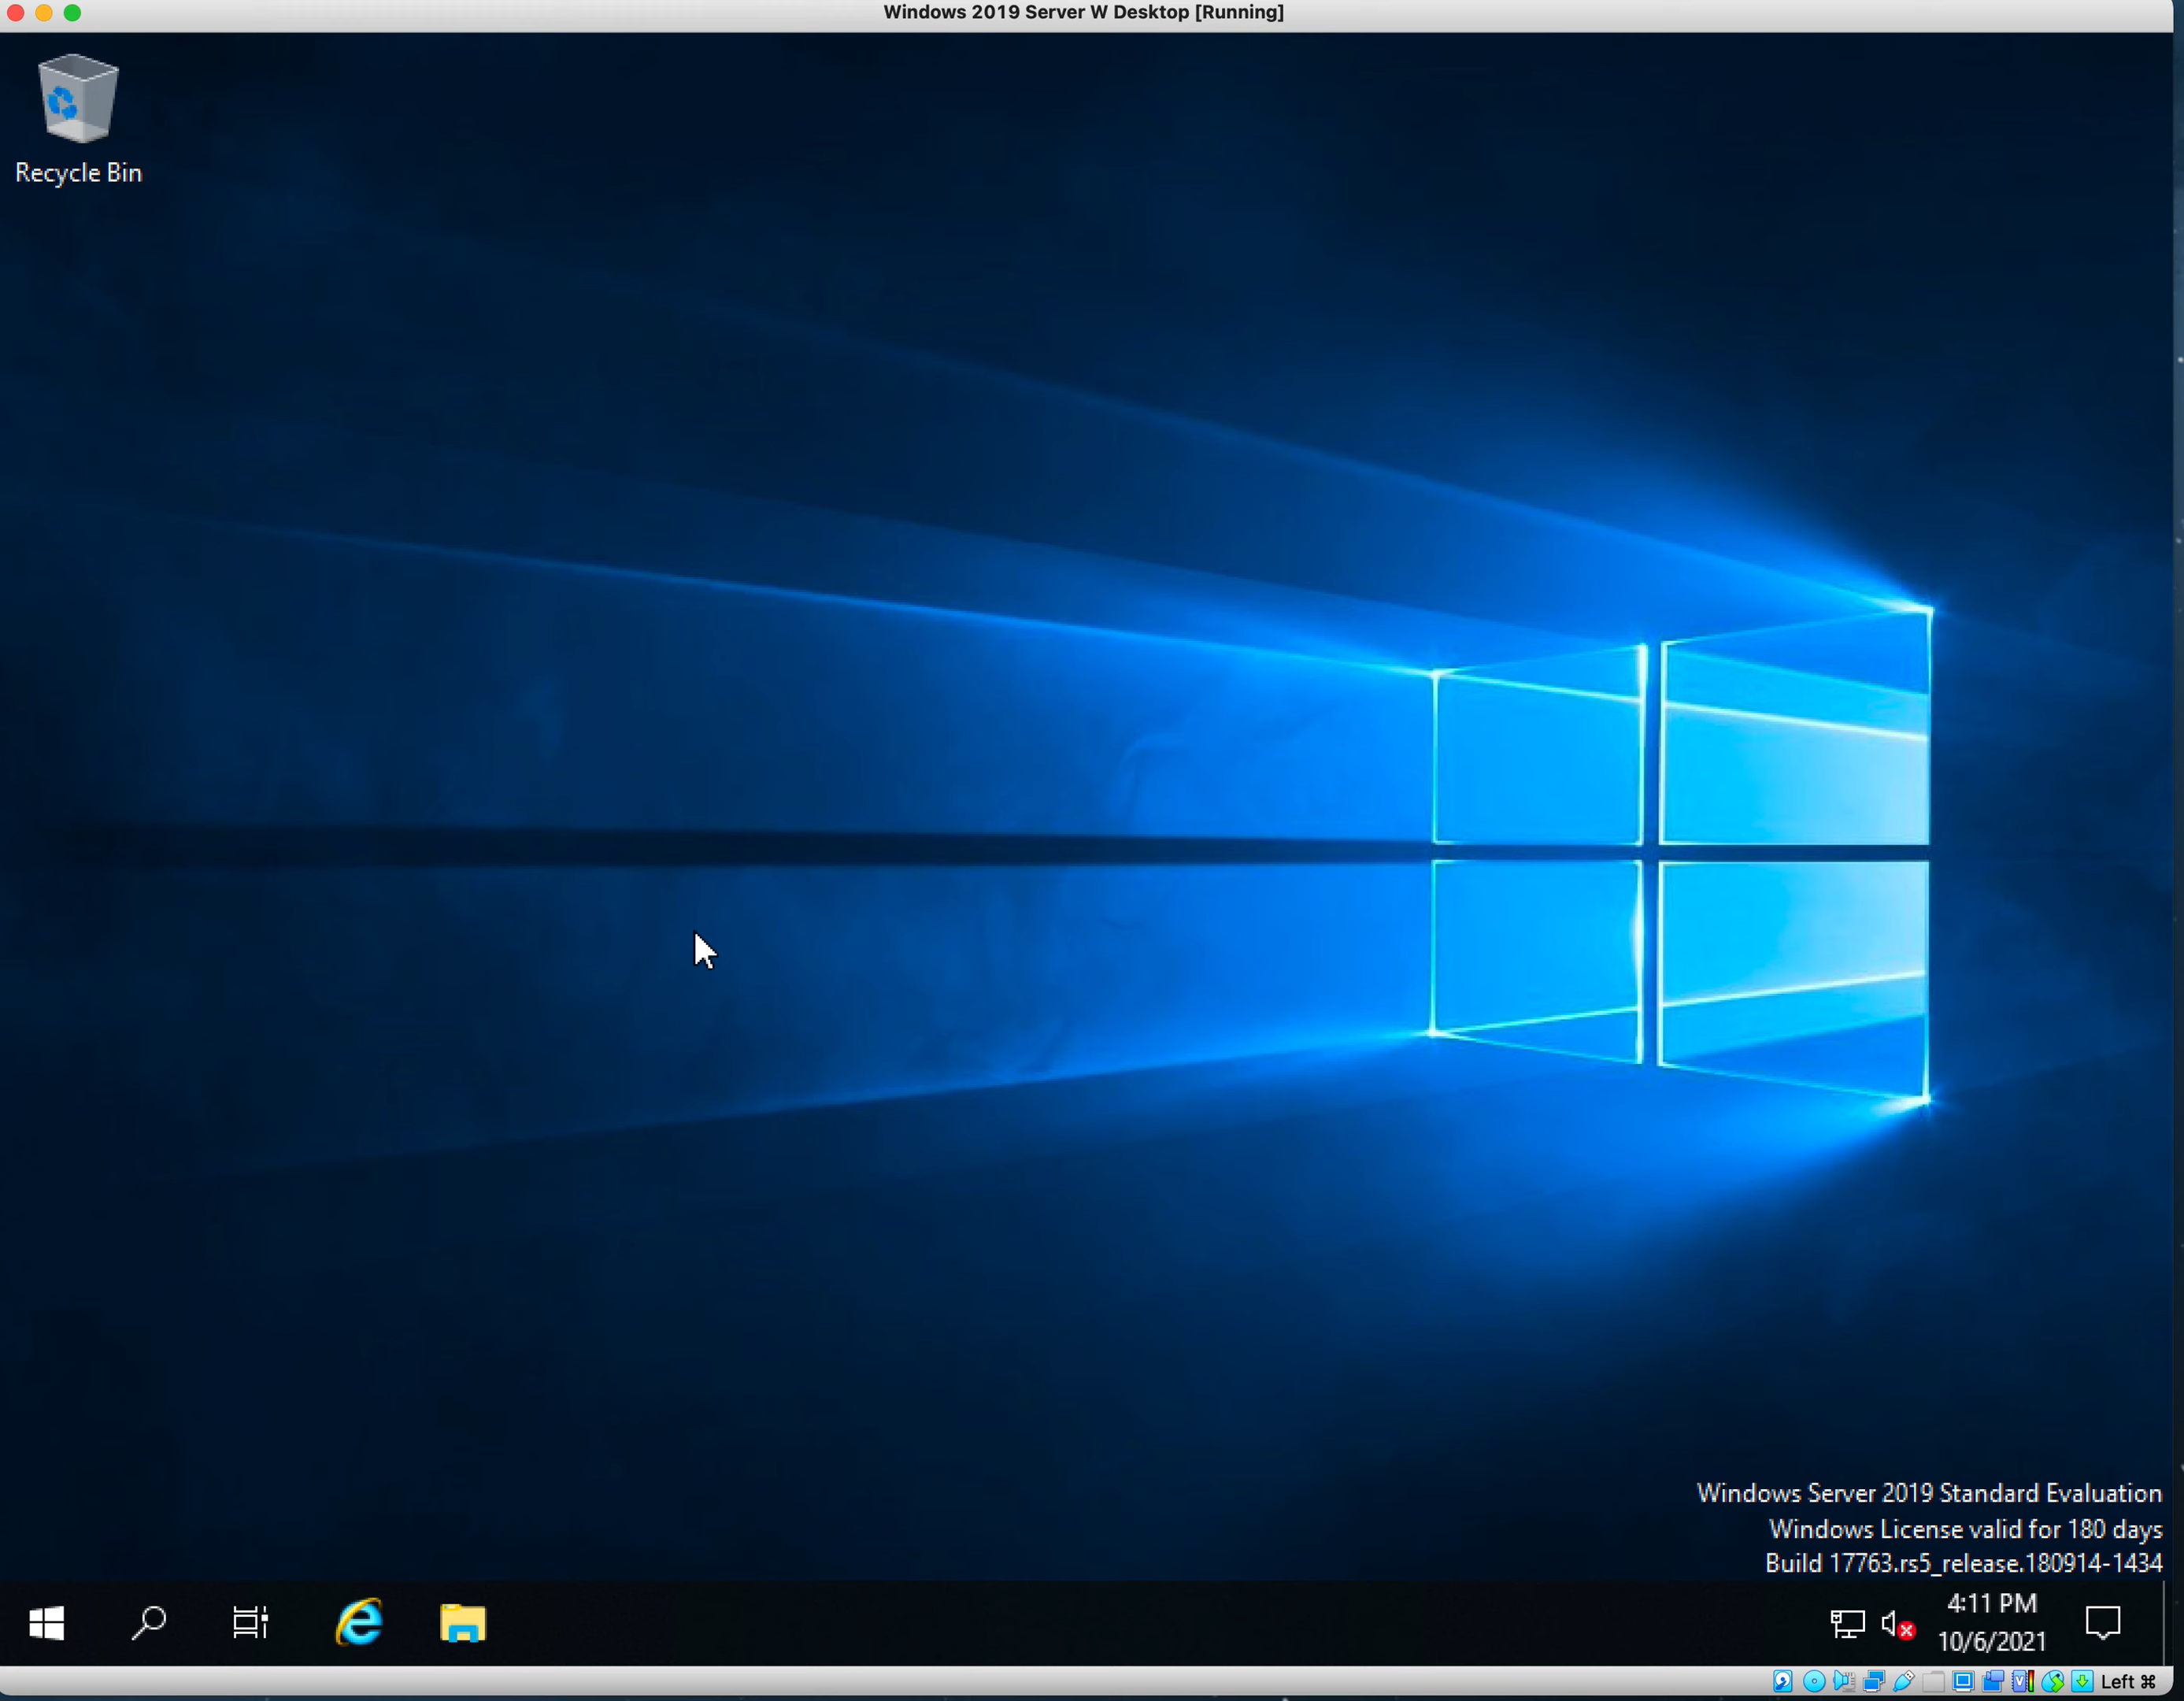 Windows 2019 Server W Desktop [Running]
Recycle Bin
Windows Server 2019 Standard Evaluation
Windows License valid for 180 days
Build 17763.rs5_release.180914-1434
4:11 PM
10/6/2021
Left ⌘